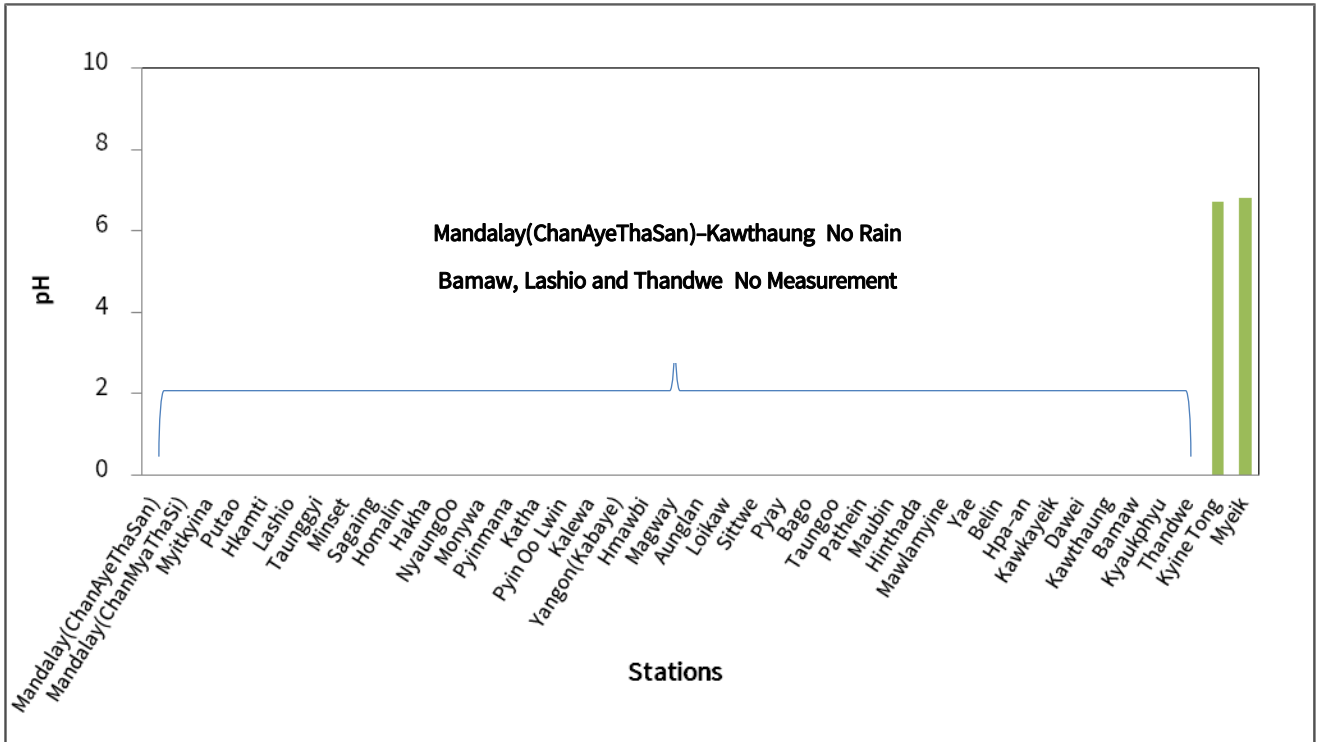 10
8
6
4
2
0
pH
Mandalay(ChanAyeThaSan)–Kawthaung No Rain
Bamaw, Lashio and Thandwe No Measurement
Mandalay(ChanAyeThaSan)
Mandalay(ChanMyaThaSi)
Myitkyina
Putao
Hkamti
Lashio
Taunggyi
Minset
Sagaing
Homalin
Hakha
NyaungOo
Monywa
Pyinmana
Katha
Pyin Oo Lwin
Kalewa
Yangon(Kabaye)
Hmawbi
Magway
Aunglan
Loikaw
Sittwe
Pyay
Bago
Taungoo
Pathein
Maubin
Hinthada
Mawlamyine
Yae
Belin
Hpa–an
Kawkayeik
Dawei
Kawthaung
Bamaw
Kyaukphyu
Thandwe
Kyine Tong
Myeik
Stations